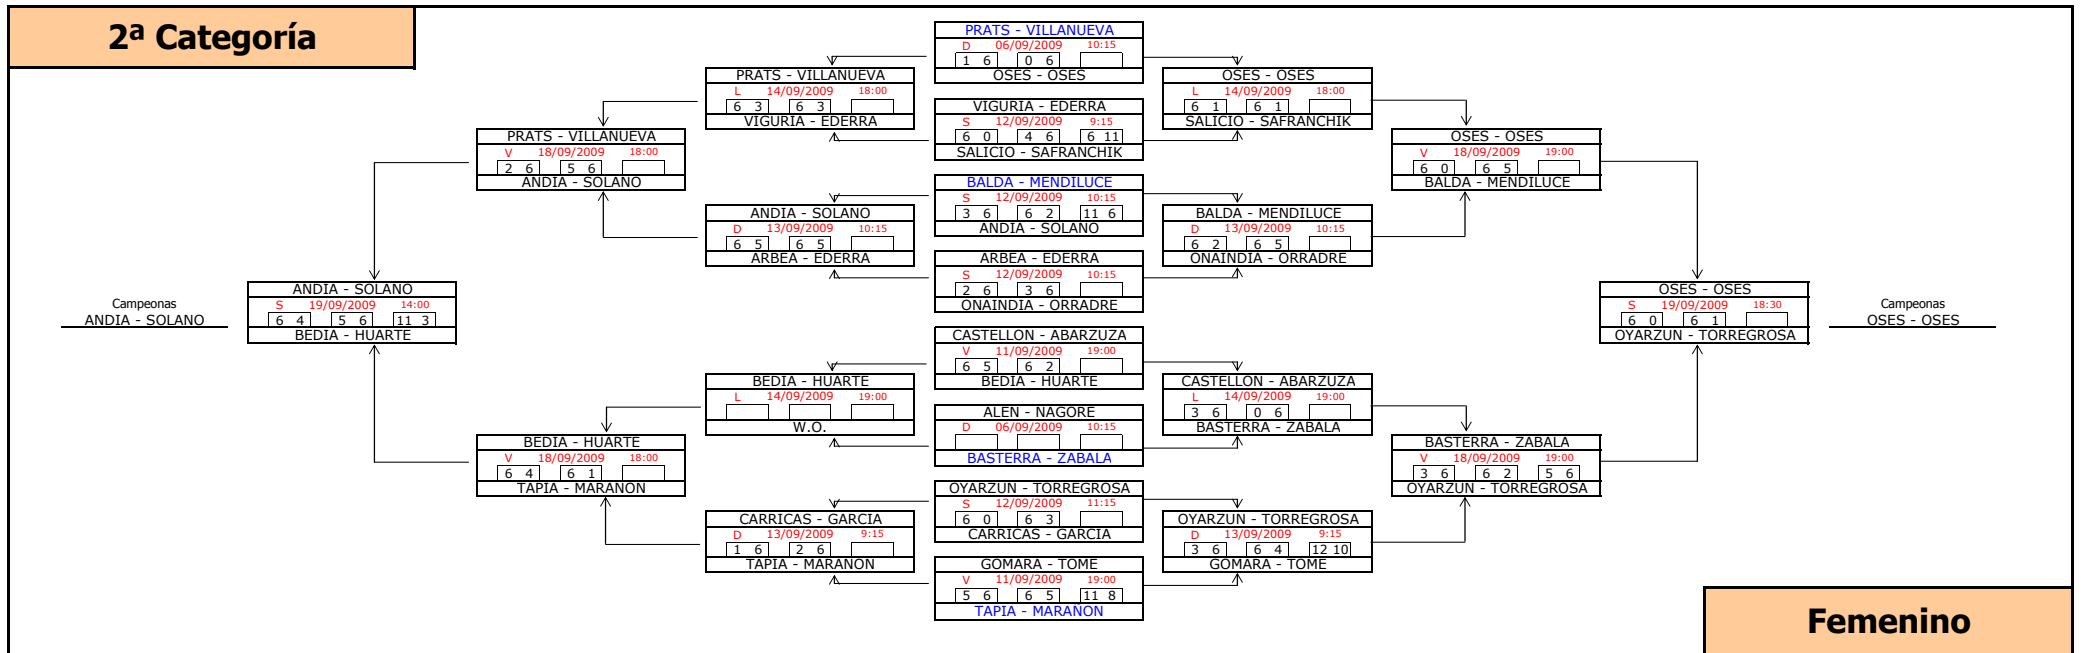 2ª Categoría
PRATS - VILLANUEVA
D 06/09/2009 10:15
1 6 0 6
OSES - OSES
VIGURIA - EDERRA
S 12/09/2009 9:15
6 0 4 6 6 11
SALICIO - SAFRANCHIK
BALDA - MENDILUCE
S 12/09/2009 10:15
3 6 6 2 11 6
ANDIA - SOLANO
ARBEA - EDERRA
S 12/09/2009 10:15
2 6 3 6
ONAINDIA - ORRADRE
CASTELLON - ABARZUZA
V 11/09/2009 19:00
6 5 6 2
BEDIA - HUARTE
ALEN - NAGORE
D 06/09/2009 10:15
BASTERRA - ZABALA
OYARZUN - TORREGROSA
S 12/09/2009 11:15
6 0 6 3
CARRICAS - GARCIA
GOMARA - TOME
V 11/09/2009 19:00
5 6 6 5 11 8
TAPIA - MARAÑON
PRATS - VILLANUEVA
L 14/09/2009 18:00
6 3 6 3
VIGURIA - EDERRA
ANDIA - SOLANO
D 13/09/2009 10:15
6 5 6 5
ARBEA - EDERRA
BEDIA - HUARTE
L 14/09/2009 19:00
W.O.
CARRICAS - GARCIA
D 13/09/2009 9:15
1 6 2 6
TAPIA - MARAÑON
PRATS - VILLANUEVA
V 18/09/2009 18:00
2 6 5 6
ANDIA - SOLANO
BEDIA - HUARTE
V 18/09/2009 18:00
6 4 6 1
TAPIA - MARAÑON
ANDIA - SOLANO
S 19/09/2009 14:00
6 4 5 6 11 3
BEDIA - HUARTE
Campeonas
ANDIA - SOLANO
OSES - OSES
L 14/09/2009 18:00
6 1 6 1
SALICIO - SAFRANCHIK
BALDA - MENDILUCE
D 13/09/2009 10:15
6 2 6 5
ONAINDIA - ORRADRE
CASTELLON - ABARZUZA
L 14/09/2009 19:00
3 6 0 6
BASTERRA - ZABALA
OYARZUN - TORREGROSA
D 13/09/2009 9:15
3 6 6 4 12 10
GOMARA - TOME
OSES - OSES
V 18/09/2009 19:00
6 0 6 5
BALDA - MENDILUCE
BASTERRA - ZABALA
V 18/09/2009 19:00
3 6 6 2 5 6
OYARZUN - TORREGROSA
OSES - OSES
S 19/09/2009 18:30
6 0 6 1
OYARZUN - TORREGROSA
Campeonas
OSES - OSES
Femenino